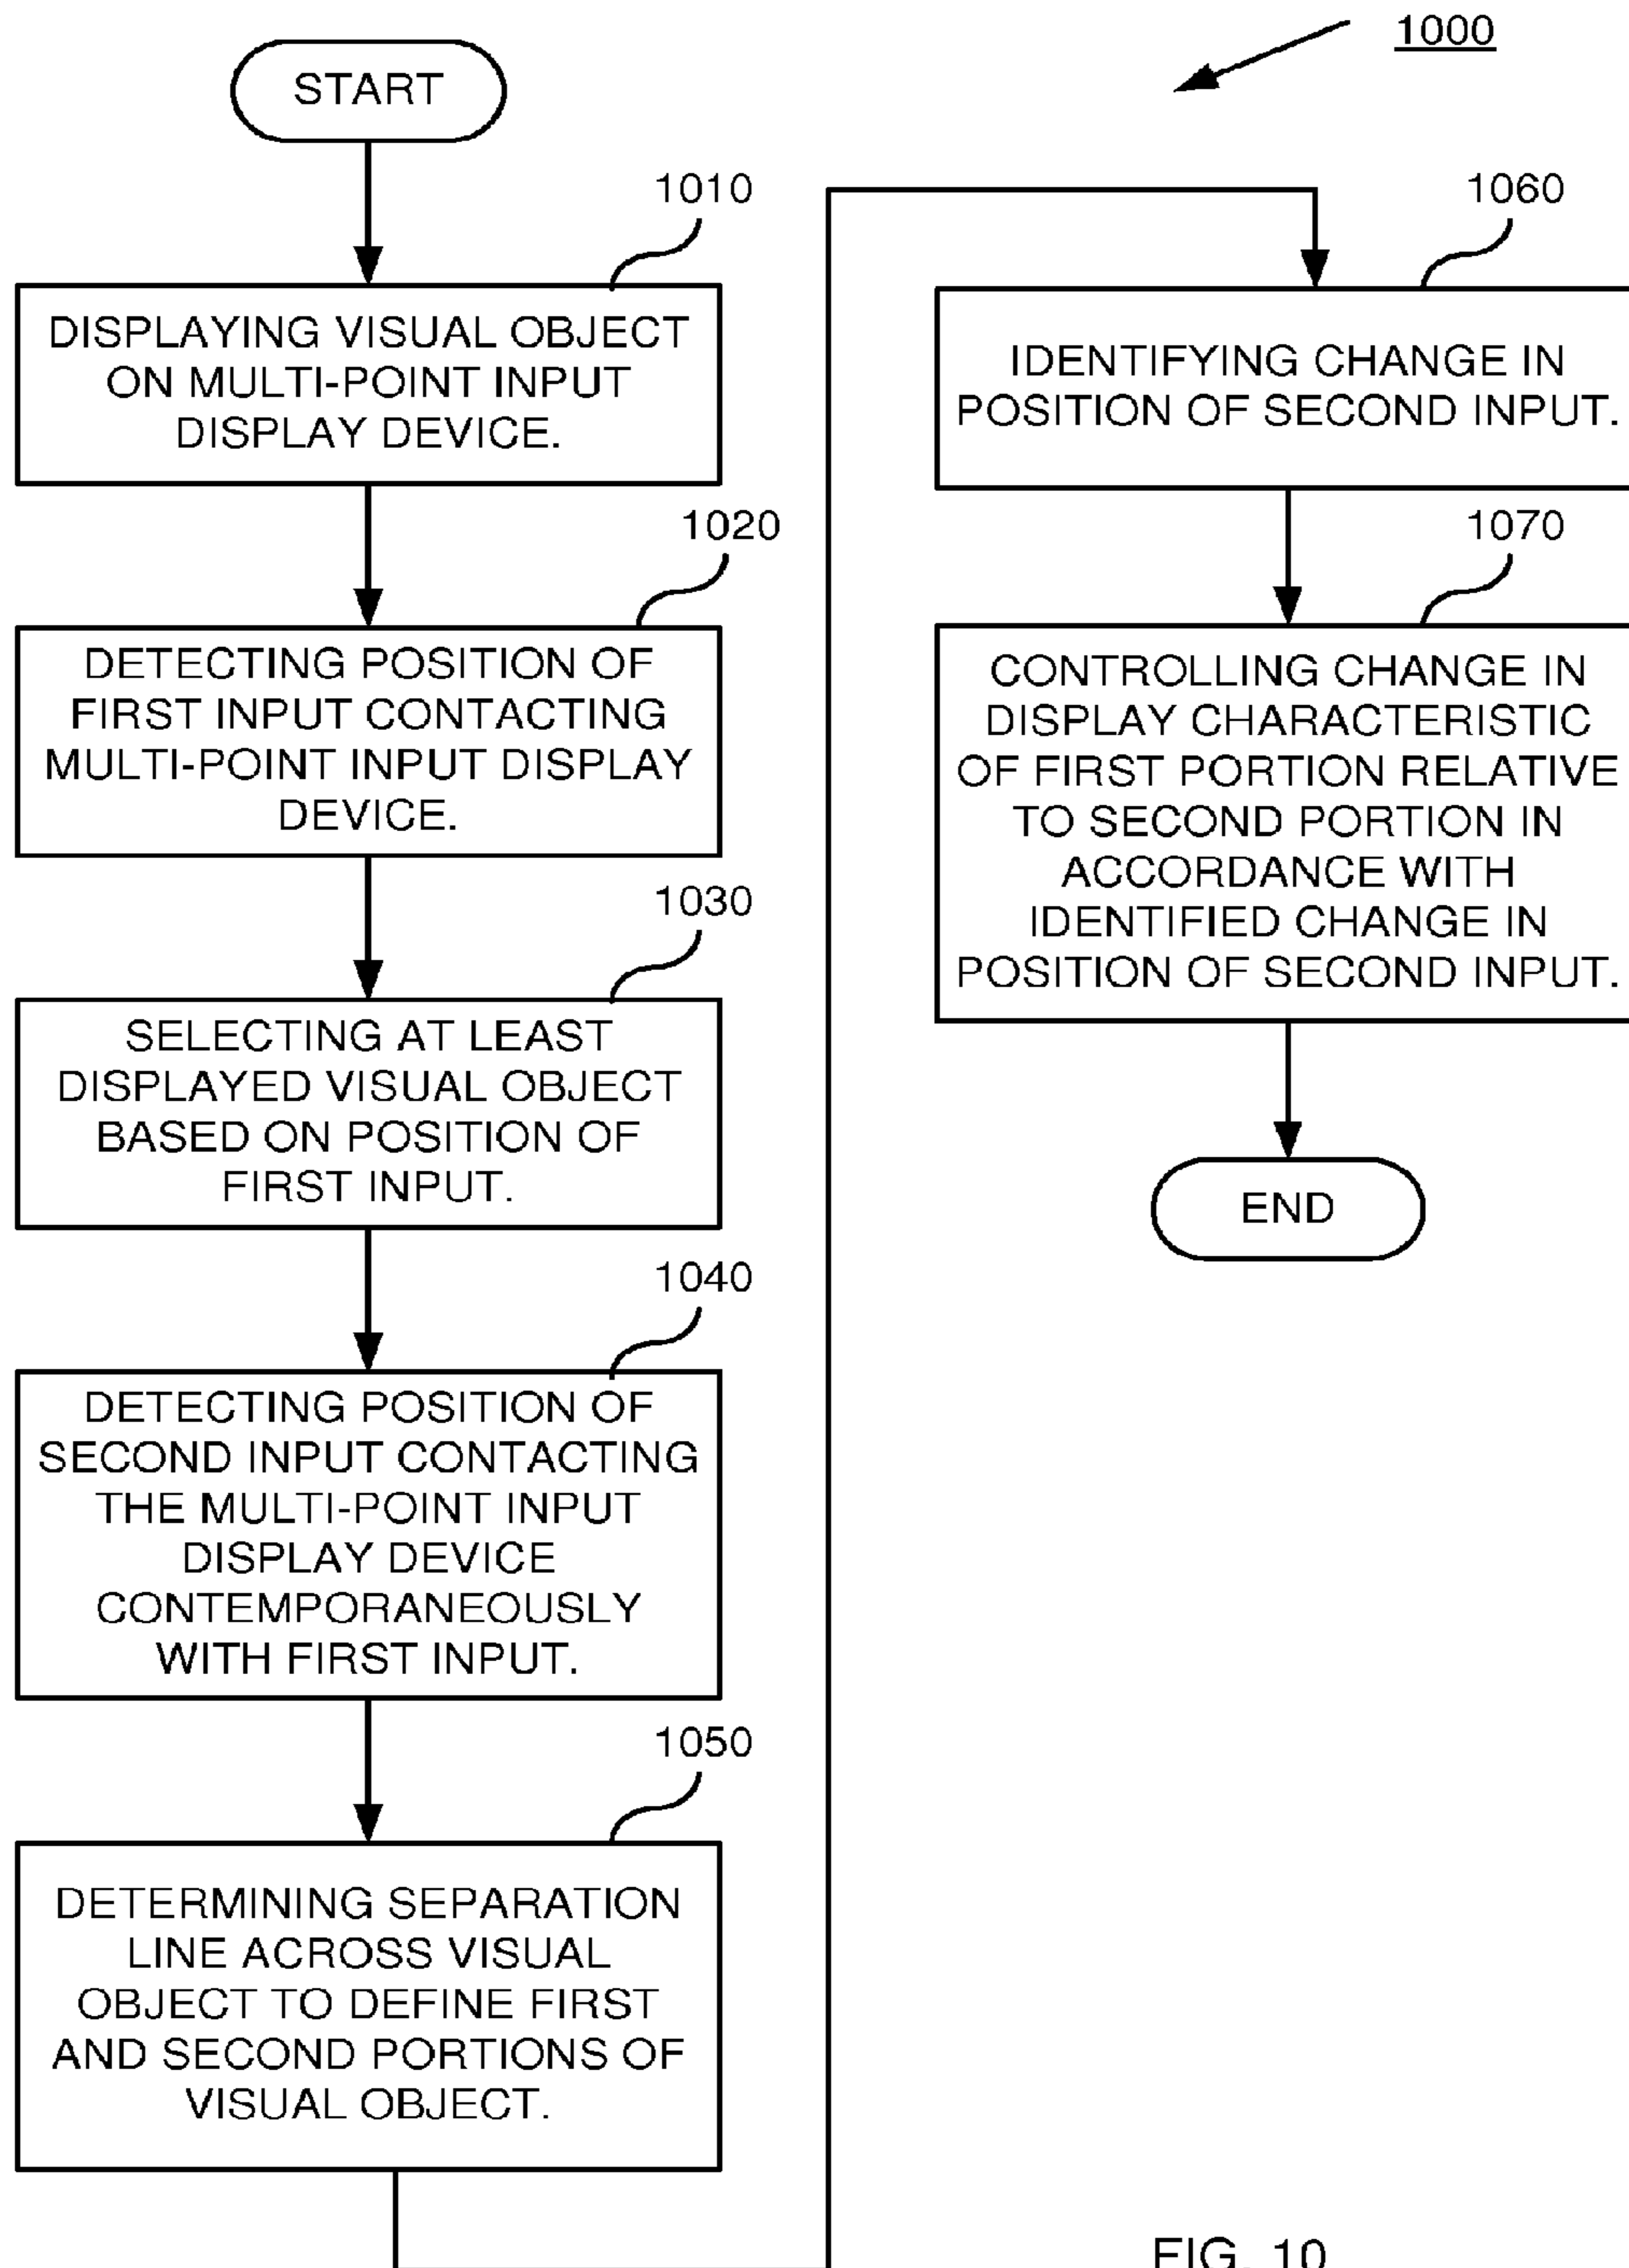 1000
START
1010
DISPLAYING VISUAL OBJECT
ON MULTI-POINT INPUT
DISPLAY DEVICE.
1020
DETECTING POSITION OF
FIRST INPUT CONTACTING
MULTI-POINT INPUT DISPLAY
DEVICE.
1030
SELECTING AT LEAST
DISPLAYED VISUAL OBJECT
BASED ON POSITION OF
FIRST INPUT.
1040
DETECTING POSITION OF
SECOND INPUT CONTACTING
THE MULTI-POINT INPUT
DISPLAY DEVICE
CONTEMPORANEOUSLY
WITH FIRST INPUT.
1050
DETERMINING SEPARATION
LINE ACROSS VISUAL
OBJECT TO DEFINE FIRST
AND SECOND PORTIONS OF
VISUAL OBJECT.
1060
IDENTIFYING CHANGE IN
POSITION OF SECOND INPUT.
1070
CONTROLLING CHANGE IN
DISPLAY CHARACTERISTIC
OF FIRST PORTION RELATIVE
TO SECOND PORTION IN
ACCORDANCE WITH
IDENTIFIED CHANGE IN
POSITION OF SECOND INPUT.
END
FIG. 10